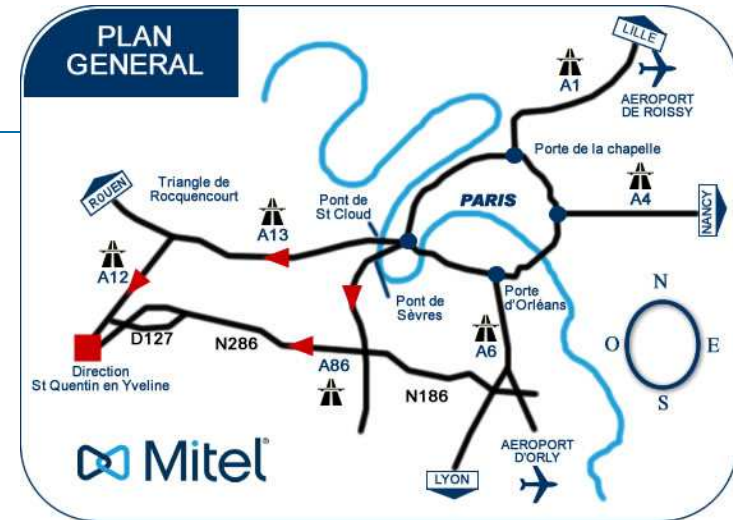 PLAN
GENERAL
LILLE
A1
AEROPORT
DE ROISSY
Porte de la chapelle
ROUEN
Triangle de
Rocquencourt
Pont de
St Cloud
PARIS
A4
NANCY
A13
A12
Pont de
Sèvres
Porte
d'Orléans
N
O
E
S
D127
N286
A86
A6
Direction
St Quentin en Yveline
N186
Mitel®
LYON
AEROPORT
D'ORLY